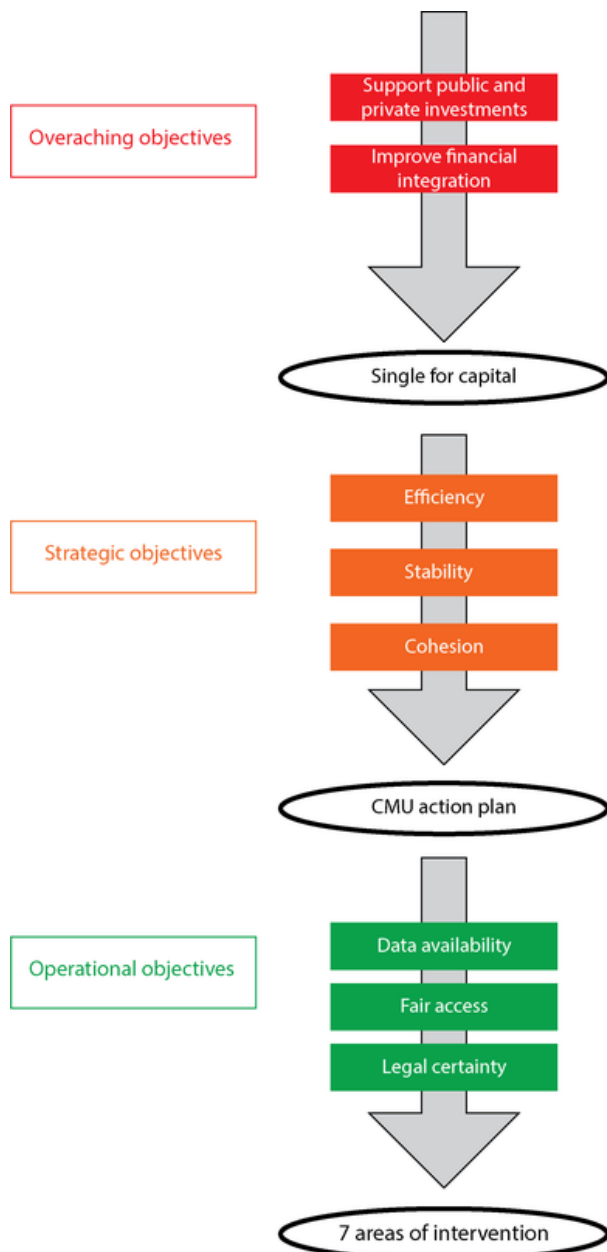 Support public and
private investments
Overaching objectives
Improve financial
integration
Single for capital
Efficiency
Strategic objectives
Stability
Cohesion
CMU action plan
Data availability
Operational objectives
Fair access
Legal certainty
7 areas of intervention